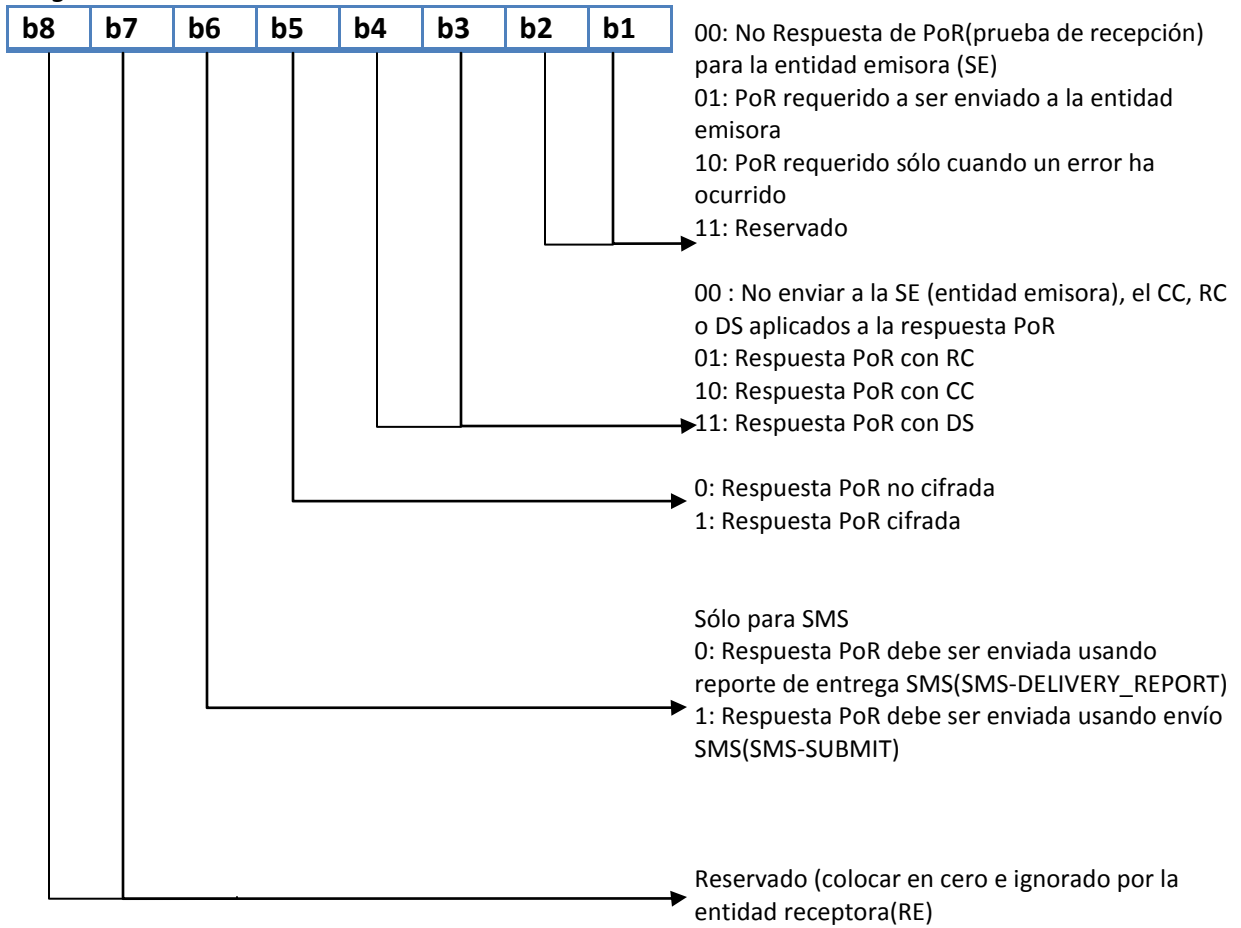 b8 b7 b6 b5 b4 b3 b2 b1
00: No Respuesta de PoR(prueba de recepción)
para la entidad emisora (SE)
01: PoR requerido a ser enviado a la entidad
emisora
10: PoR requerido sólo cuando un error ha
ocurrido
11: Reservado
00 : No enviar a la SE (entidad emisora), el CC, RC
o DS aplicados a la respuesta PoR
01: Respuesta PoR con RC
10: Respuesta PoR con CC
11: Respuesta PoR con DS
0: Respuesta PoR no cifrada
1: Respuesta PoR cifrada
Sólo para SMS
0: Respuesta PoR debe ser enviada usando
reporte de entrega SMS(SMS-DELIVERY_REPORT)
1: Respuesta PoR debe ser enviada usando envío
SMS(SMS-SUBMIT)
Reservado (colocar en cero e ignorado por la
entidad receptora(RE)